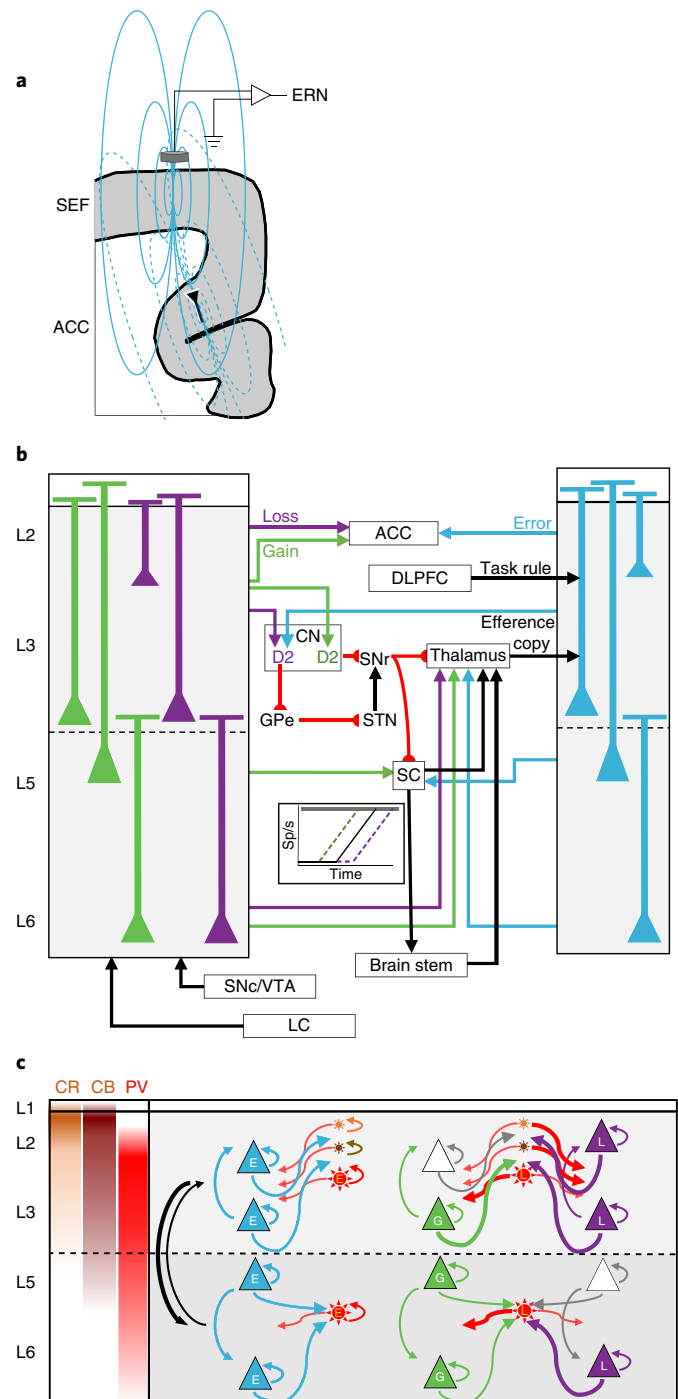 a
ERN
SEF
ACC
b
L2
Loss
Gain
ACC
Error
DLPFC
Task rule
Efference
copy
L3
CN
D2
D2
SNr
Thalamus
GPe
STN
L5
SC
Sp/s
Time
L6
Brain stem
SNc/VTA
LC
c
CR
CB
PV
L1
L2
E
E
L
L3
E
G
L
L
L5
E
G
E
L
L6
E
G
L